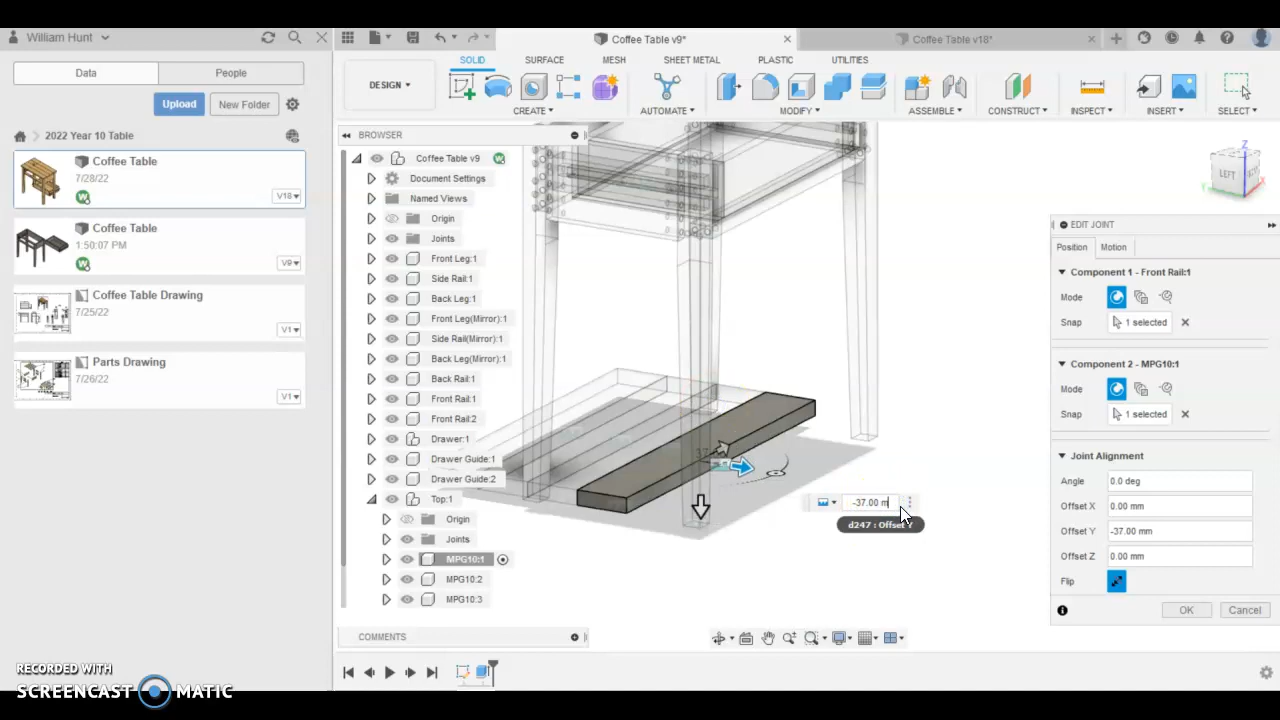 William Hunt
Data
People
Upload
New Folder
2022 Year 10 Table
Coffee Table
7/28/22
V18
Coffee Table
1:50:07 PM
V9
Coffee Table Drawing
7/25/22
V1
Parts Drawing
7/26/22
V1
RECORDED WITH
SCREENCAST MATIC
Coffee Table v9*
Coffee Table v18*
DESIGN
SOLID
SURFACE
MESH
SHEET METAL
PLASTIC
UTILITIES
CREATE
AUTOMATE
MODIFY
ASSEMBLE
CONSTRUCT
INSPECT
INSERT
SELECT
BROWSER
Coffee Table v9
Document Settings
Named Views
Origin
Joints
Front Leg:1
Side Rail:1
Back Leg:1
Front Leg(Mirror):1
Side Rail(Mirror):1
Back Leg(Mirror):1
Back Rail:1
Front Rail:1
Front Rail:2
Drawer:1
Drawer Guide:1
Drawer Guide:2
Top:1
Origin
Joints
MPG10:1
MPG10:2
MPG10:3
COMMENTS
-37.00 m
d247 : Offset Y
Z
LEFT
EDIT JOINT
Position
Motion
Component 1 - Front Rail:1
Mode
Snap
1 selected
Component 2 - MPG10:1
Mode
Snap
1 selected
Joint Alignment
Angle
0.0 deg
Offset X
0.00 mm
Offset Y
-37.00 mm
Offset Z
0.00 mm
Flip
OK
Cancel